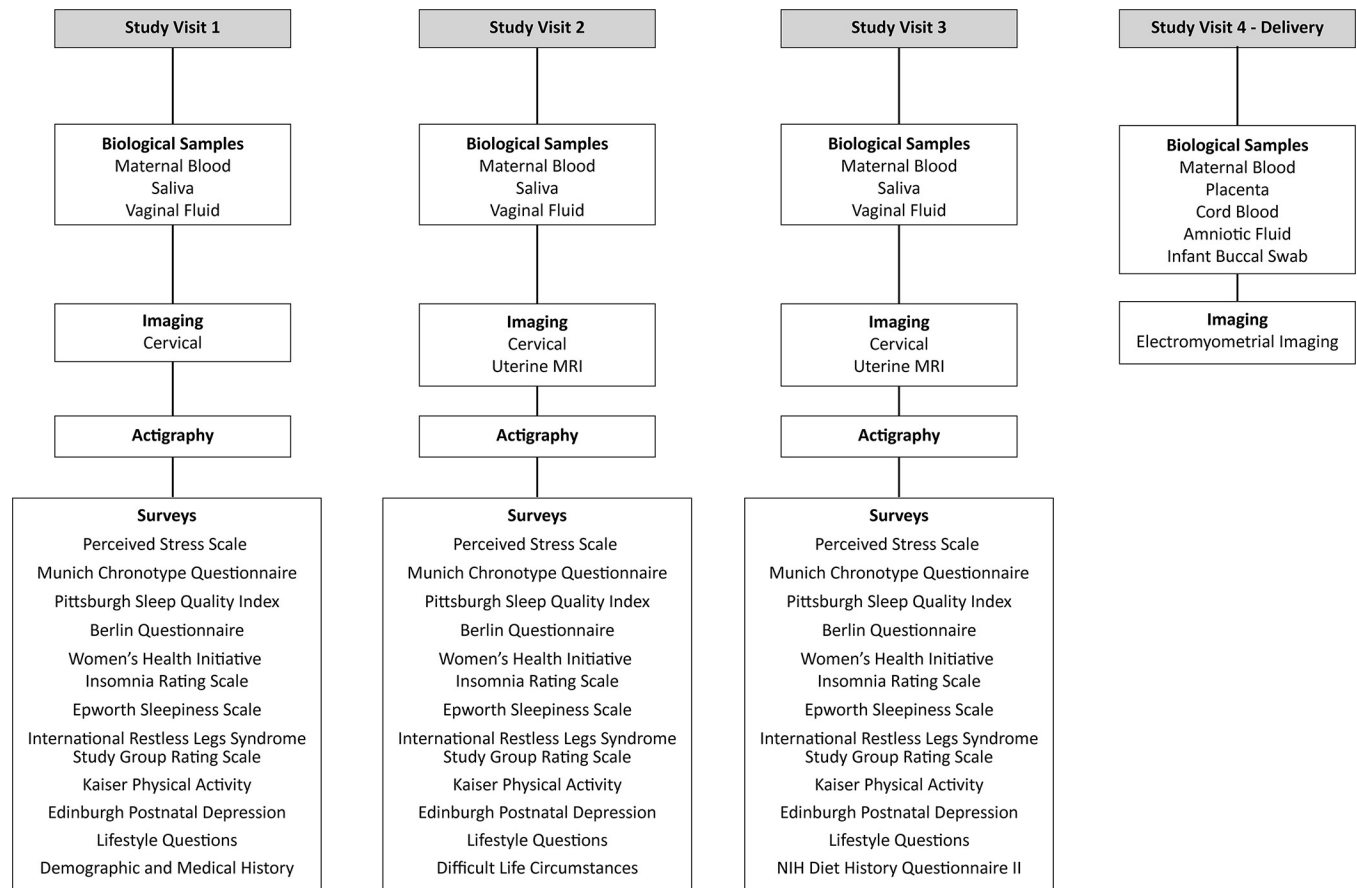 Study Visit 1
Biological Samples
Maternal Blood
Saliva
Vaginal Fluid
Imaging
Cervical
Actigraphy
Surveys
Perceived Stress Scale
Munich Chronotype Questionnaire
Pittsburgh Sleep Quality Index
Berlin Questionnaire
Women’s Health Initiative
Insomnia Rating Scale
Epworth Sleepiness Scale
International Restless Legs Syndrome
Study Group Rating Scale
Kaiser Physical Activity
Edinburgh Postnatal Depression
Lifestyle Questions
Demographic and Medical History
Study Visit 2
Biological Samples
Maternal Blood
Saliva
Vaginal Fluid
Imaging
Cervical
Uterine MRI
Actigraphy
Surveys
Perceived Stress Scale
Munich Chronotype Questionnaire
Pittsburgh Sleep Quality Index
Berlin Questionnaire
Women’s Health Initiative
Insomnia Rating Scale
Epworth Sleepiness Scale
International Restless Legs Syndrome
Study Group Rating Scale
Kaiser Physical Activity
Edinburgh Postnatal Depression
Lifestyle Questions
Difficult Life Circumstances
Study Visit 3
Biological Samples
Maternal Blood
Saliva
Vaginal Fluid
Imaging
Cervical
Uterine MRI
Actigraphy
Surveys
Perceived Stress Scale
Munich Chronotype Questionnaire
Pittsburgh Sleep Quality Index
Berlin Questionnaire
Women’s Health Initiative
Insomnia Rating Scale
Epworth Sleepiness Scale
International Restless Legs Syndrome
Study Group Rating Scale
Kaiser Physical Activity
Edinburgh Postnatal Depression
Lifestyle Questions
NIH Diet History Questionnaire II
Study Visit 4 - Delivery
Biological Samples
Maternal Blood
Placenta
Cord Blood
Amniotic Fluid
Infant Buccal Swab
Imaging
Electromyometrial Imaging